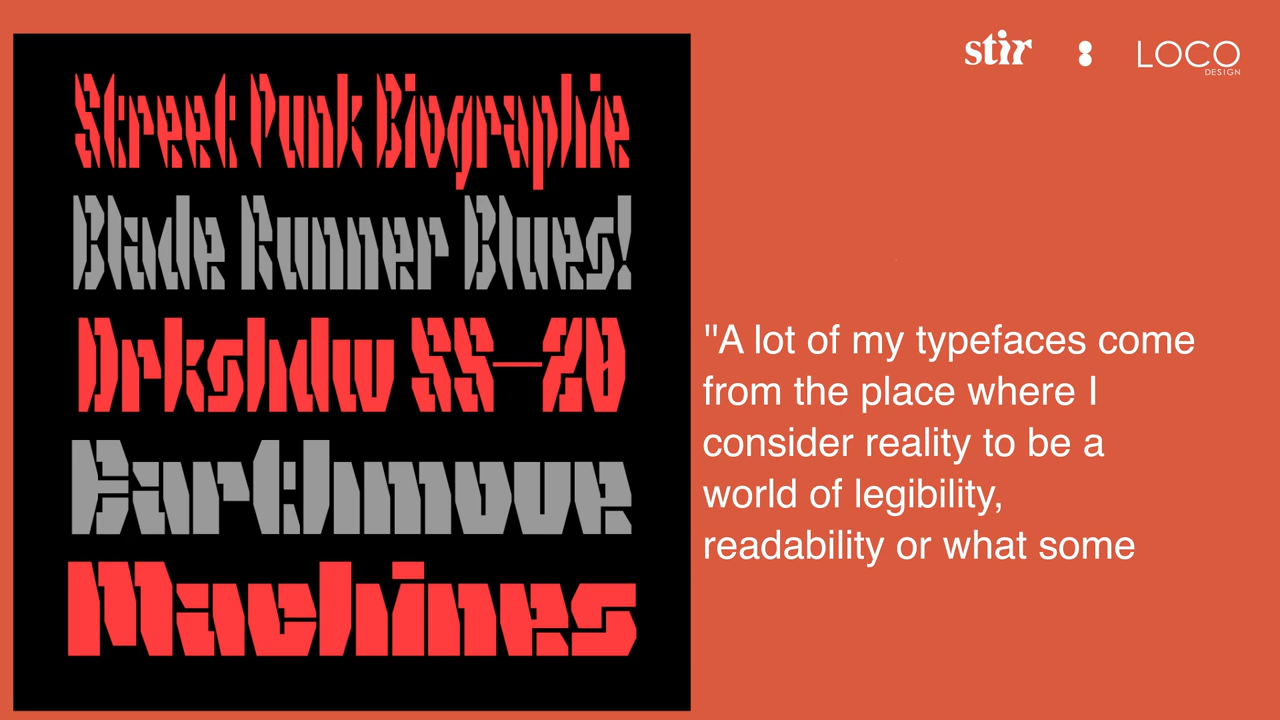 stir
LOCO
DESIGN
Street Punk Biographie
Blade Runner Blues!
Drkshdw SS—20
Earthmove
Machines
"A lot of my typefaces come
from the place where I
consider reality to be a
world of legibility,
readability or what some